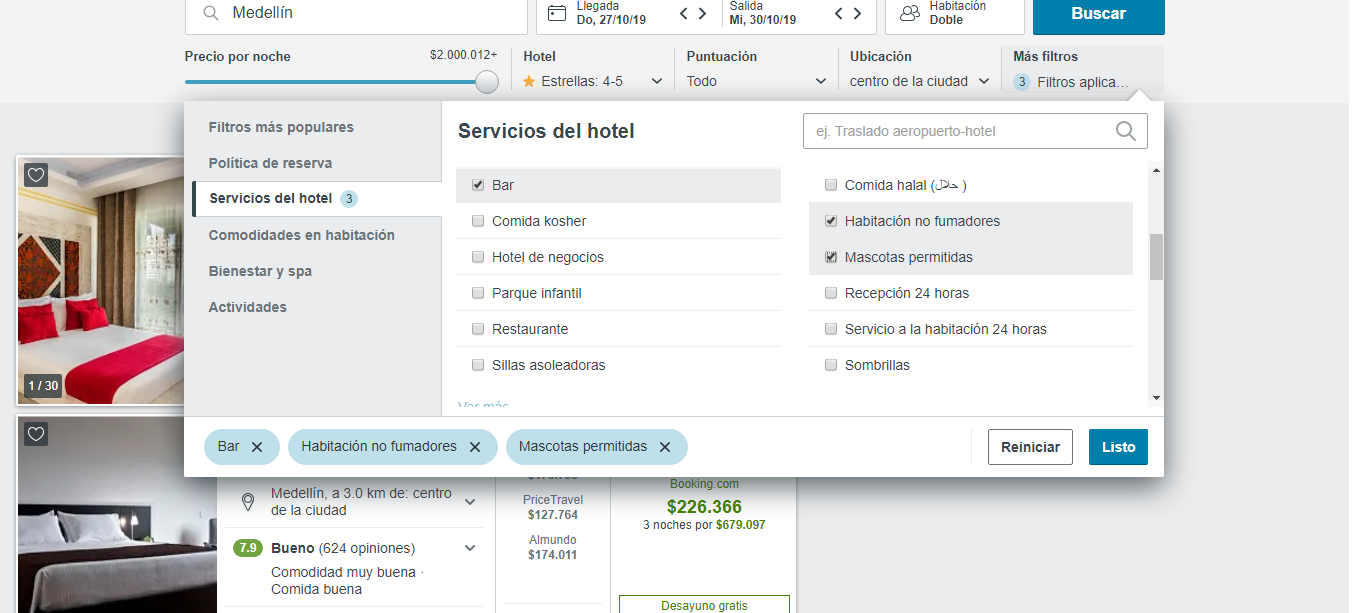 Medellín
Llegada
Do, 27/10/19
Salida
Mi, 30/10/19
Habitación
Doble
Buscar
Precio por noche
$2.000.012+
Hotel
Estrellas: 4-5
Puntuación
Todo
Ubicación
centro de la ciudad
Más filtros
3 Filtros aplica...
Filtros más populares
Política de reserva
Servicios del hotel 3
Comodidades en habitación
Bienestar y spa
Actividades
Servicios del hotel
ej. Traslado aeropuerto-hotel
Bar
Comida kosher
Hotel de negocios
Parque infantil
Restaurante
Sillas asoleadoras
Ver más
Comida halal (حلال )
Habitación no fumadores
Mascotas permitidas
Recepción 24 horas
Servicio a la habitación 24 horas
Sombrillas
Bar
Habitación no fumadores
Mascotas permitidas
Reiniciar
Listo
1 / 30
Medellín, a 3.0 km de: centro
de la ciudad
7.9 Bueno (624 opiniones)
Comodidad muy buena ·
Comida buena
PriceTravel
$127.764
Almundo
$174.011
Booking.com
$226.366
3 noches por $679.097
Desayuno gratis